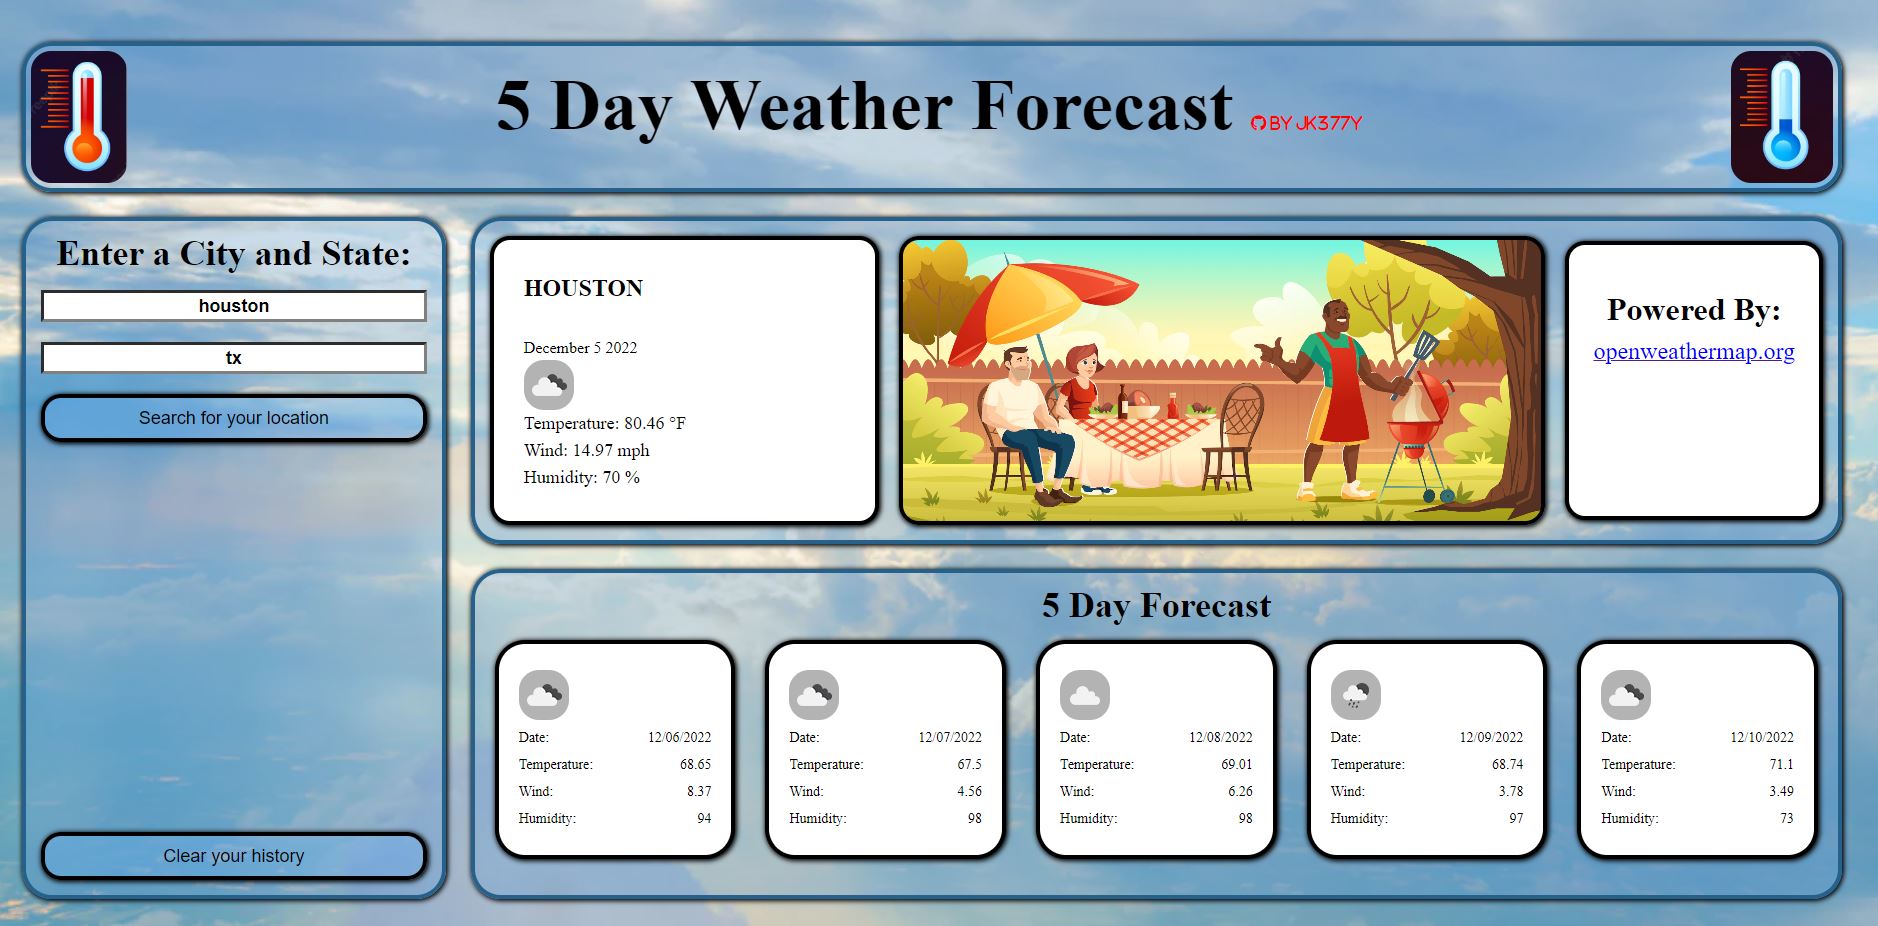 5 Day Weather Forecast BY JK377Y
Enter a City and State:
houston
tx
Search for your location
Clear your history
HOUSTON
December 5 2022
Temperature: 80.46 °F
Wind: 14.97 mph
Humidity: 70 %
Powered By:
openweathermap.org
5 Day Forecast
Date: 12/06/2022
Temperature: 68.65
Wind: 8.37
Humidity: 94
Date: 12/07/2022
Temperature: 67.5
Wind: 4.56
Humidity: 98
Date: 12/08/2022
Temperature: 69.01
Wind: 6.26
Humidity: 98
Date: 12/09/2022
Temperature: 68.74
Wind: 3.78
Humidity: 97
Date: 12/10/2022
Temperature: 71.1
Wind: 3.49
Humidity: 73